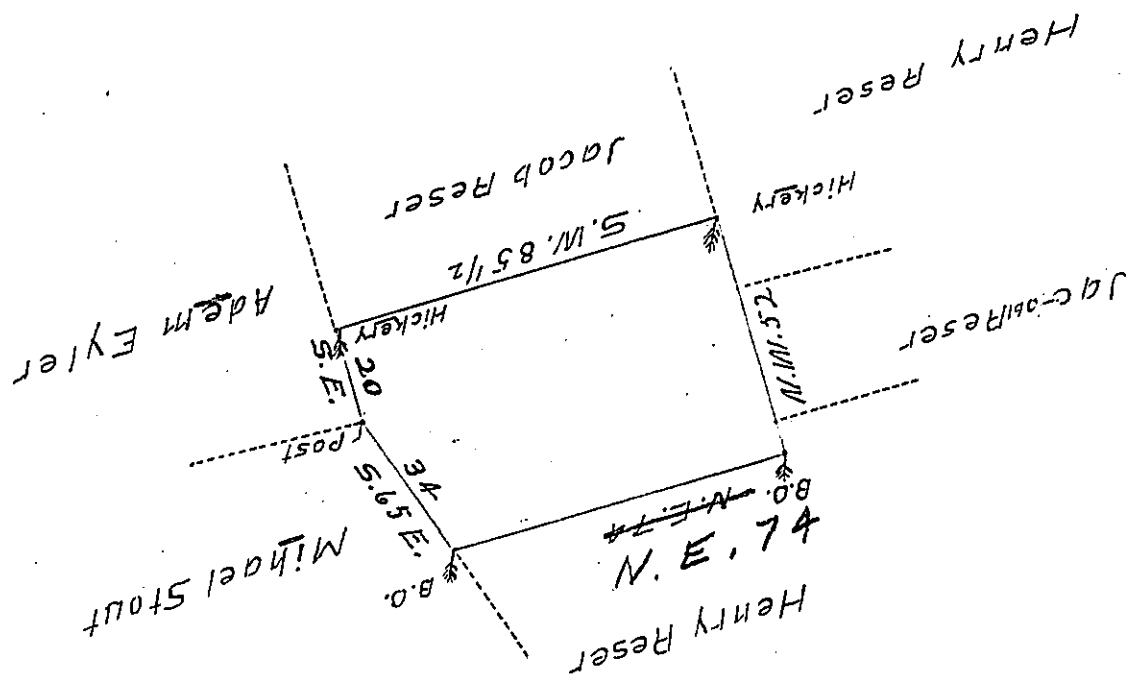 Henry Reser
Hickery
Jacob Reser
Jacob Reser
S.W. 85 1/2
Hickery
Adem Eyler
S.E. 20
N.W. 52
Post
S.65 E. 34
Mihael Stout
B.O.
B.O.
N.E. 74
N. E. 74
Henry Reser